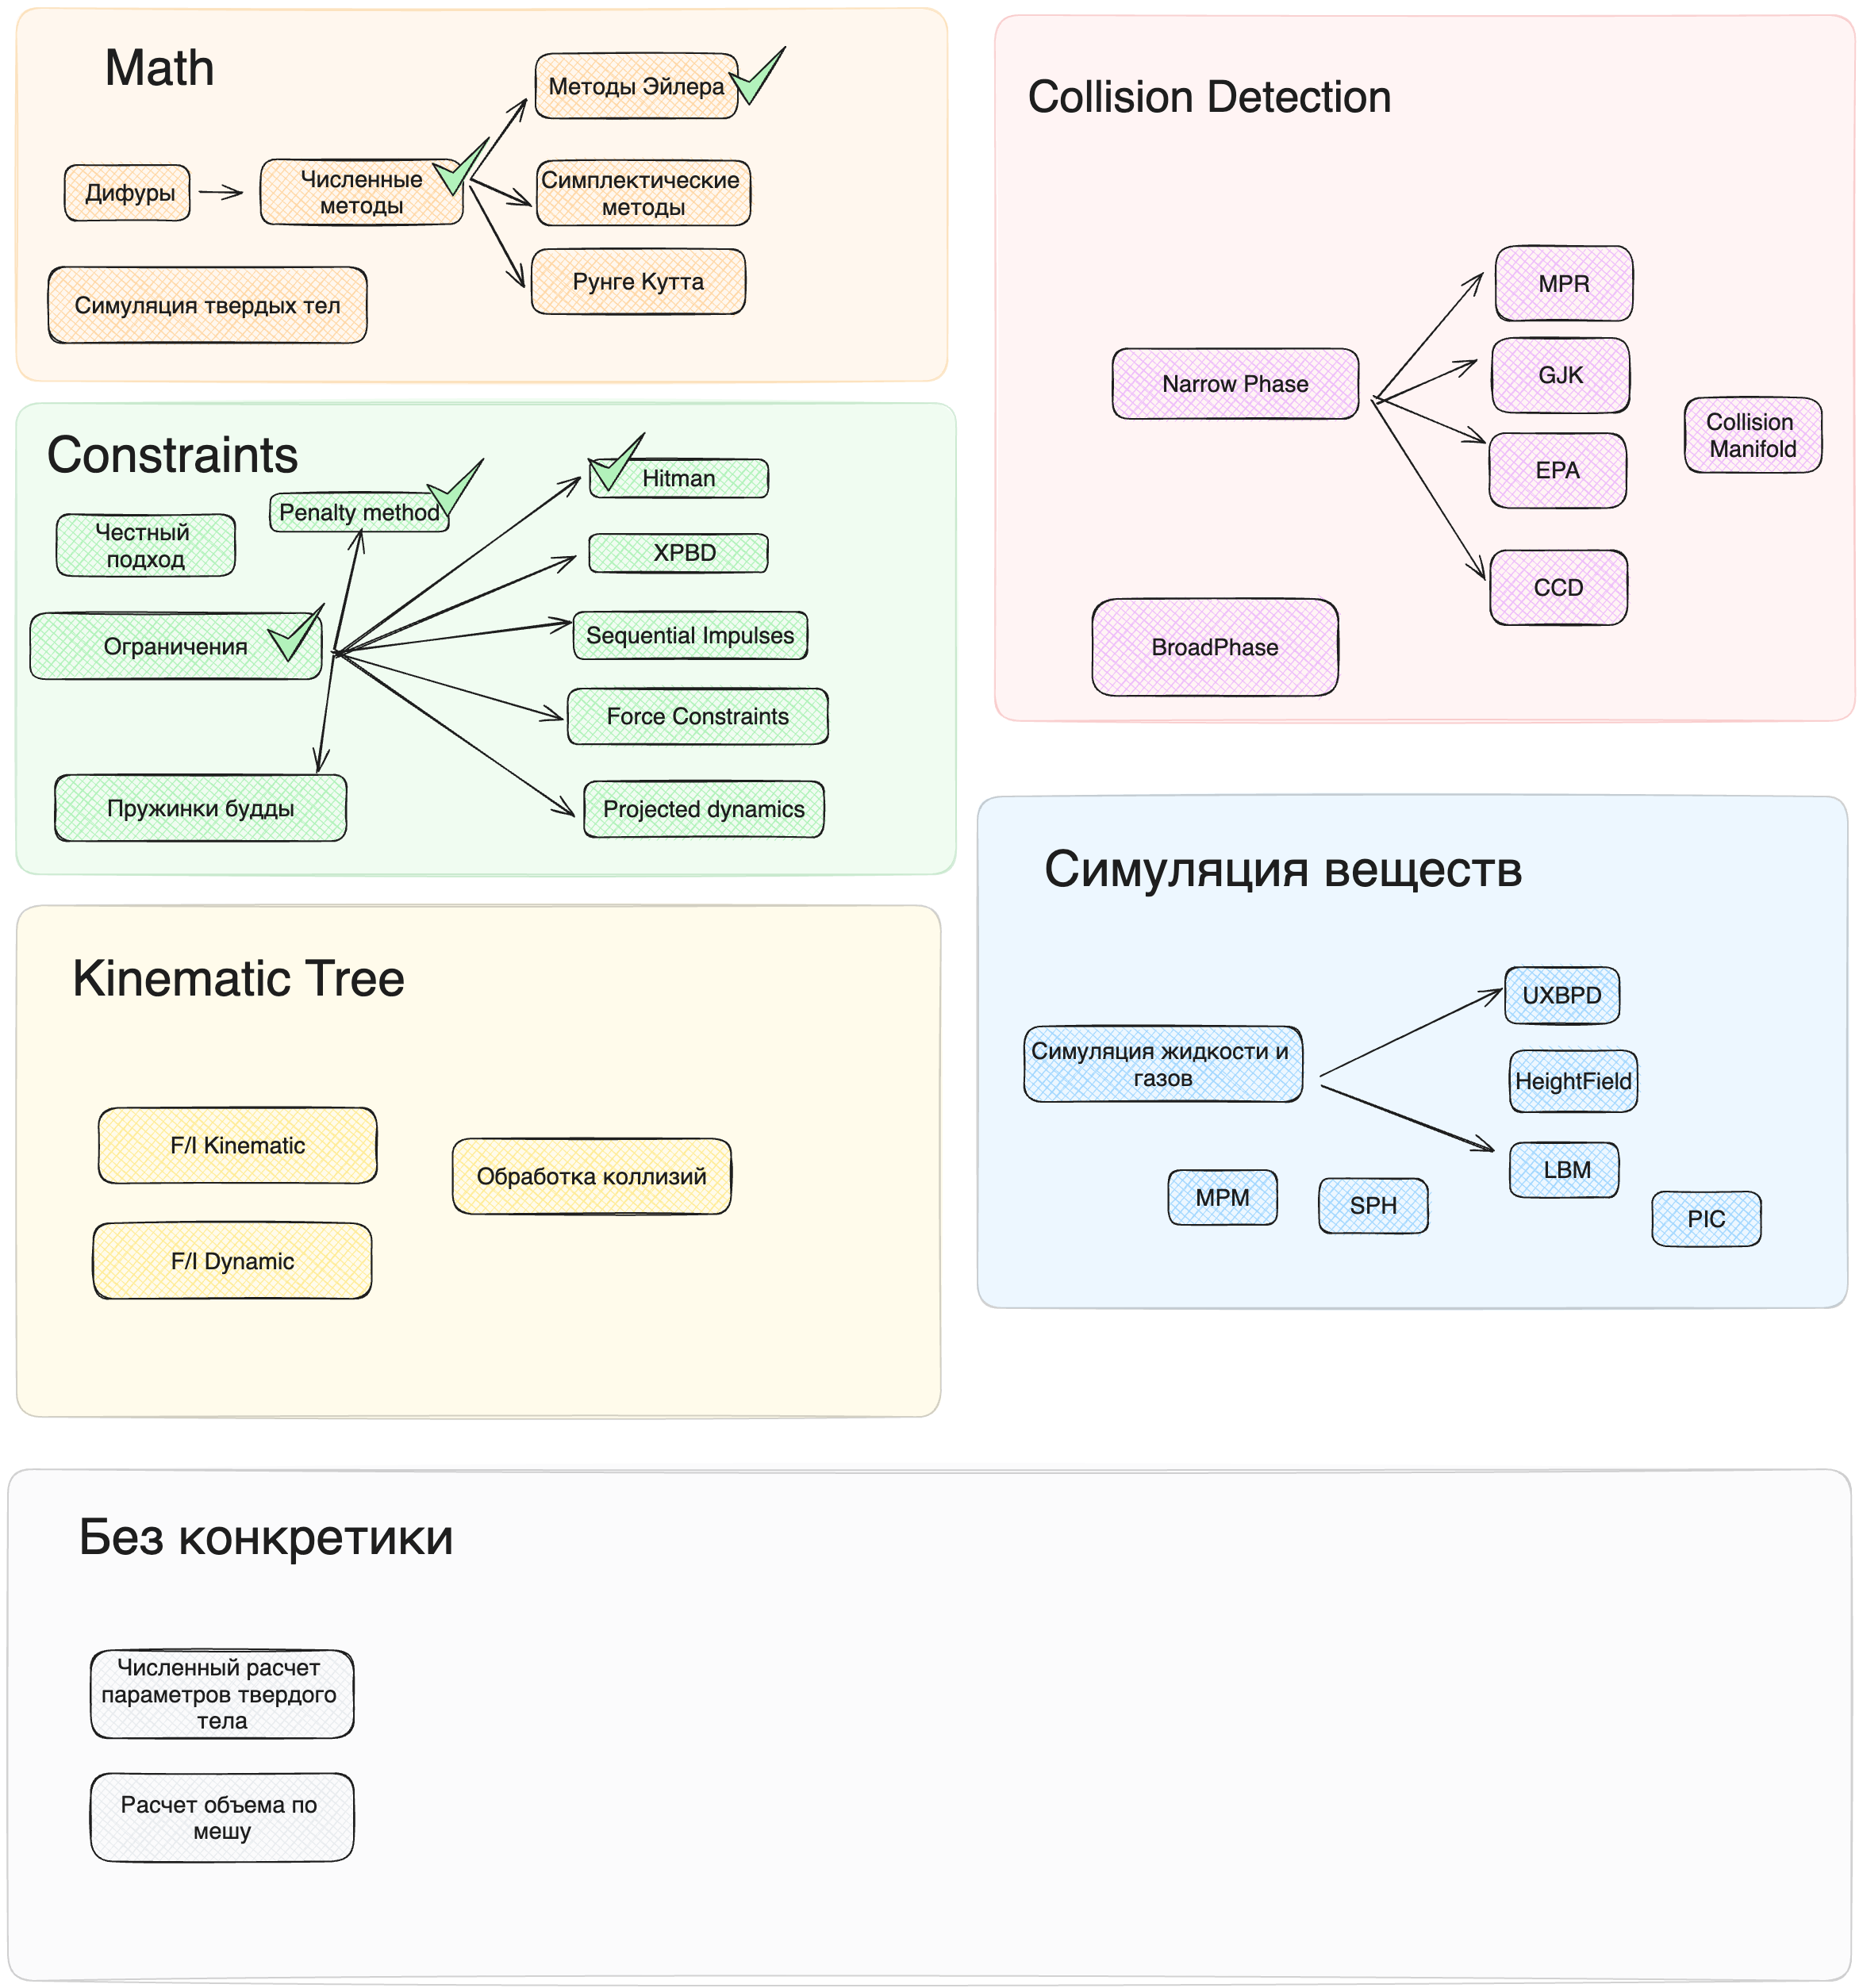 Math
Методы Эйлера
Дифуры
Численные
методы
Симплектические
методы
Рунге Кутта
Симуляция твердых тел
Constraints
Penalty method
Hitman
Честный
подход
XPBD
Ограничения
Sequential Impulses
Force Constraints
Пружинки будды
Projected dynamics
Kinematic Tree
F/I Kinematic
Обработка коллизий
F/I Dynamic
Collision Detection
MPR
Narrow Phase
GJK
Collision
Manifold
EPA
CCD
BroadPhase
Симуляция веществ
UXBPD
Симуляция жидкости и
газов
HeightField
LBM
MPM
SPH
PIC
Без конкретики
Численный расчет
параметров твердого
тела
Расчет объема по
мешу